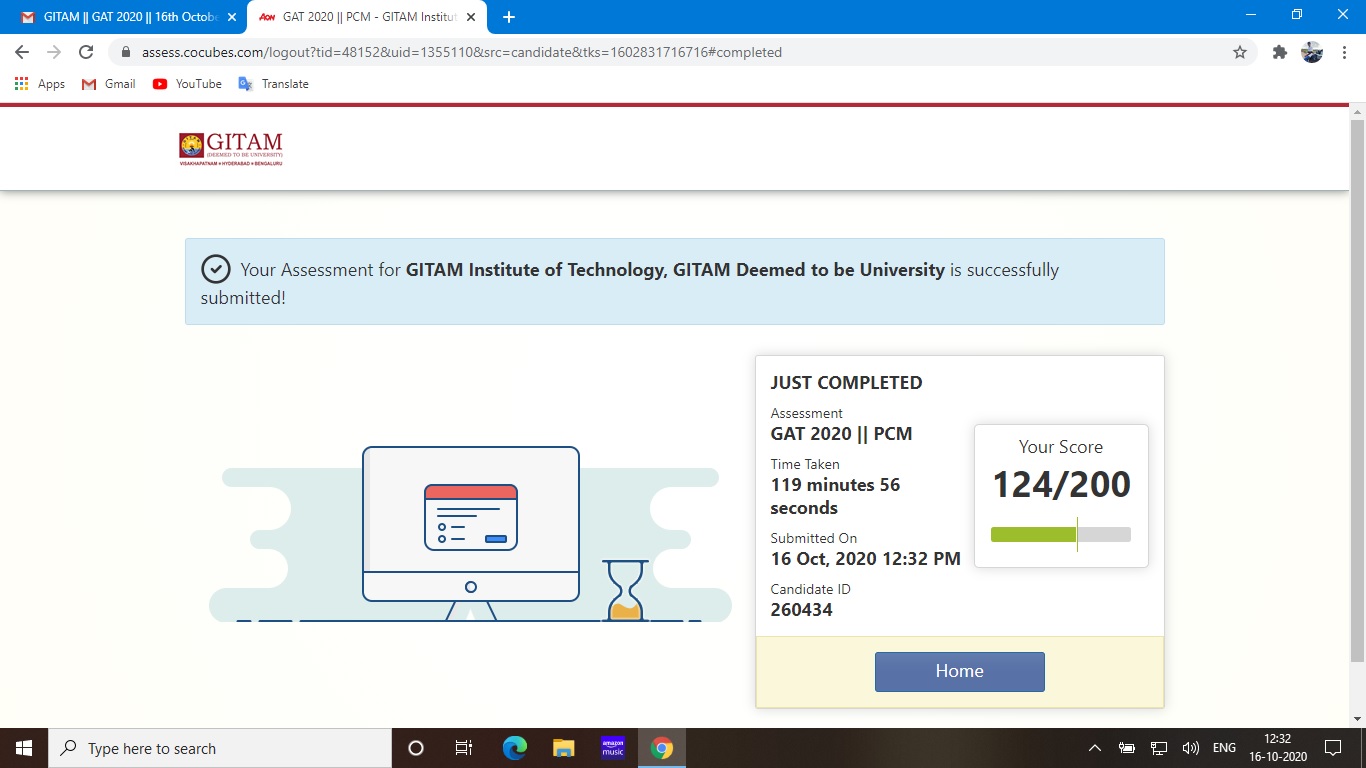 GITAM || GAT 2020 || 16th Octobe
GAT 2020 || PCM - GITAM Institut
assess.cocubes.com/logout?tid=48152&uid=1355110&src=candidate&tks=1602831716716#completed
Apps Gmail YouTube Translate
GITAM
(DEEMED TO BE UNIVERSITY)
VISAKHAPATNAM ★ HYDERABAD ★ BENGALURU
Your Assessment for GITAM Institute of Technology, GITAM Deemed to be University is successfully
submitted!
JUST COMPLETED
Assessment
GAT 2020 || PCM
Time Taken
119 minutes 56
seconds
Submitted On
16 Oct, 2020 12:32 PM
Candidate ID
260434
Your Score
124/200
Home
Type here to search
amazon
music
ENG
12:32
16-10-2020